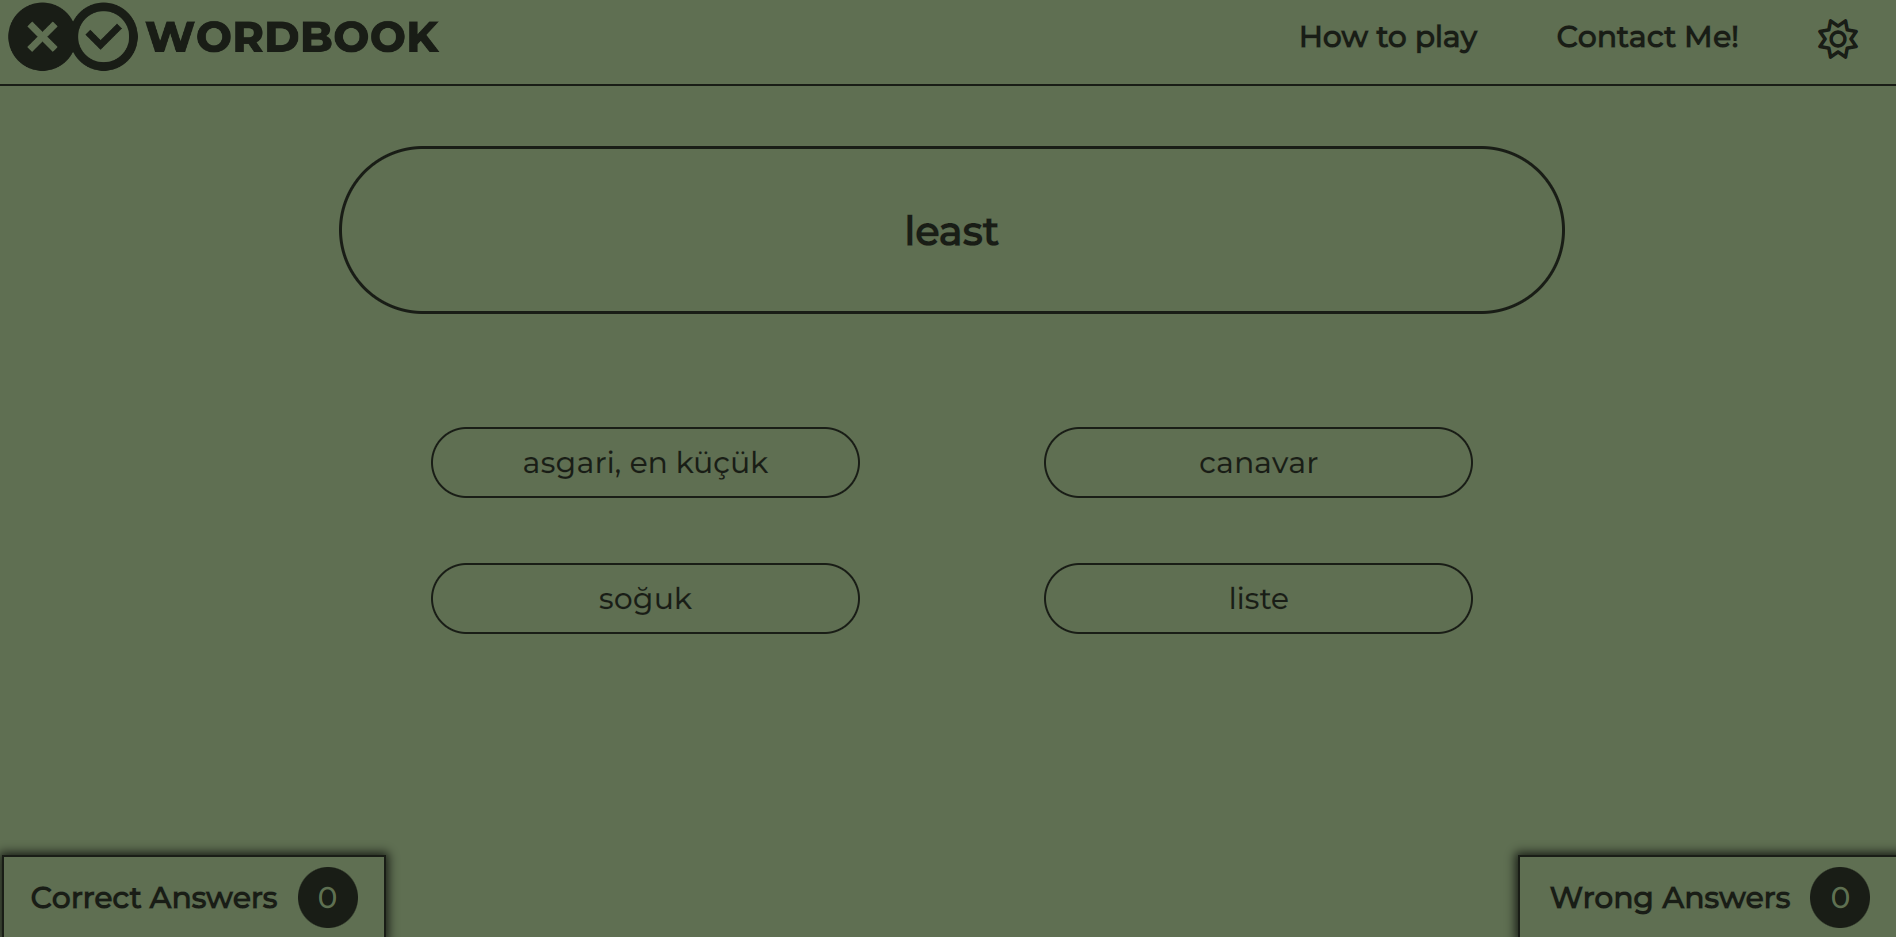 WORDBOOK
How to play
Contact Me!
least
asgari, en küçük
canavar
soğuk
liste
Correct Answers 0
Wrong Answers 0